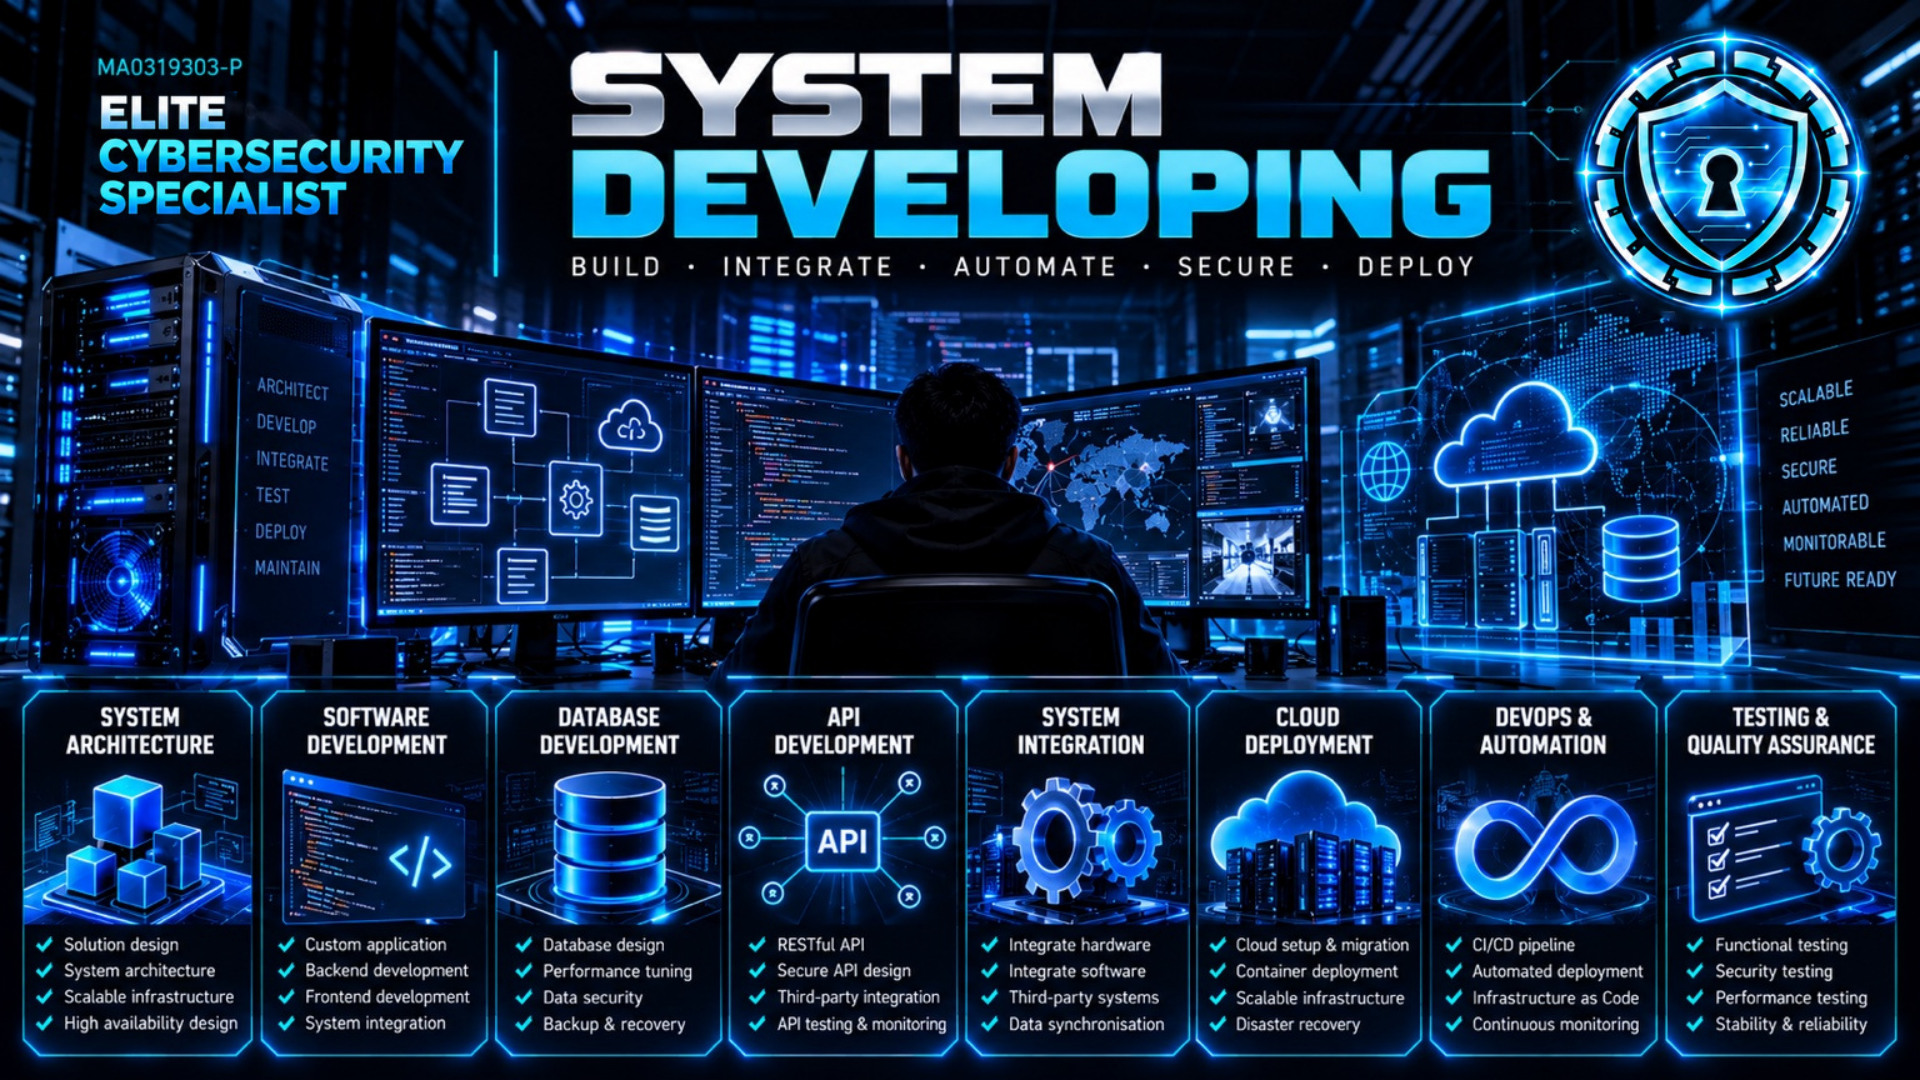 MA0319303-P
ELITE
CYBERSECURITY
SPECIALIST
SYSTEM
DEVELOPING
BUILD · INTEGRATE · AUTOMATE · SECURE · DEPLOY
ARCHITECT
DEVELOP
INTEGRATE
TEST
DEPLOY
MAINTAIN
SCALABLE
RELIABLE
SECURE
AUTOMATED
MONITORABLE
FUTURE READY
SYSTEM
ARCHITECTURE
Solution design
System architecture
Scalable infrastructure
High availability design
SOFTWARE
DEVELOPMENT
</>
Custom application
Backend development
Frontend development
System integration
DATABASE
DEVELOPMENT
Database design
Performance tuning
Data security
Backup & recovery
API
DEVELOPMENT
API
RESTful API
Secure API design
Third-party integration
API testing & monitoring
SYSTEM
INTEGRATION
Integrate hardware
Integrate software
Third-party systems
Data synchronisation
CLOUD
DEPLOYMENT
Cloud setup & migration
Container deployment
Scalable infrastructure
Disaster recovery
DEVOPS &
AUTOMATION
CI/CD pipeline
Automated deployment
Infrastructure as Code
Continuous monitoring
TESTING &
QUALITY ASSURANCE
Functional testing
Security testing
Performance testing
Stability & reliability